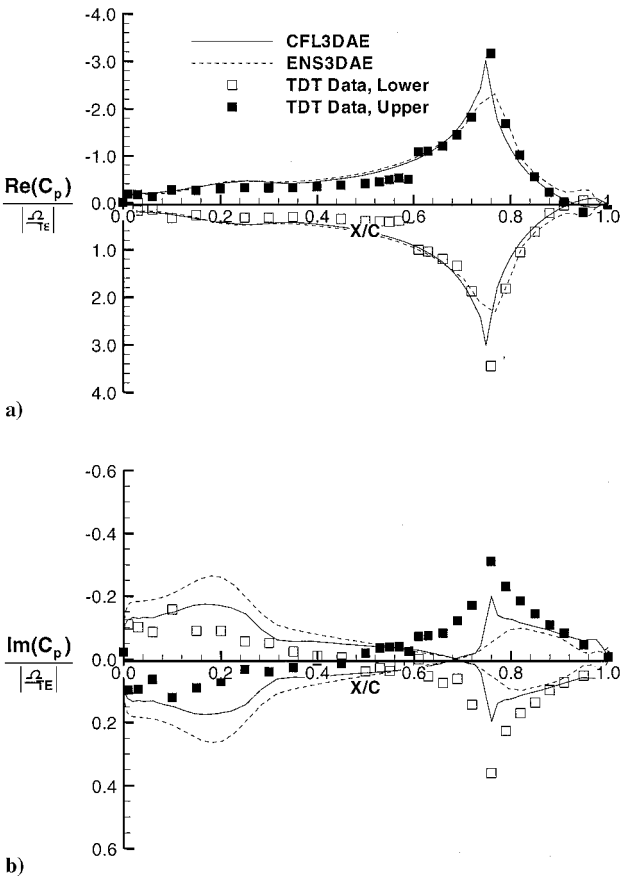 -4.0
CFL3DAE
-3.0
ENS3DAE
TDT Data, Lower
-2.0
TDT Data, Upper
-1.0
Re(Cp)
|Ω TE|
0.0
0.0 0.2 0.4 0.6 0.8 1.0
X/C
1.0
2.0
3.0
4.0
a)
-0.6
-0.4
-0.2
Im(Cp)
|Ω TE|
0.0
0.0 0.2 0.4 0.6 0.8 1.0
X/C
0.2
0.4
0.6
b)